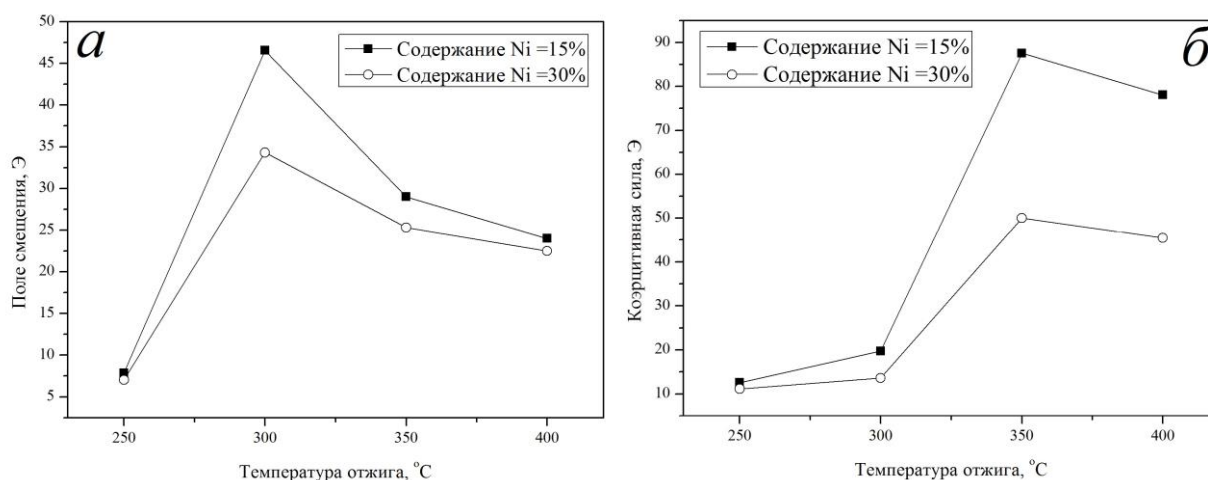 а
Содержание Ni =15%
Содержание Ni =30%
Поле смещения, Э
50
45
40
35
30
25
20
15
10
5
250 300 350 400
Температура отжига, °C
б
Содержание Ni =15%
Содержание Ni =30%
Коэрцитивная сила, Э
90
80
70
60
50
40
30
20
10
250 300 350 400
Температура отжига, °C